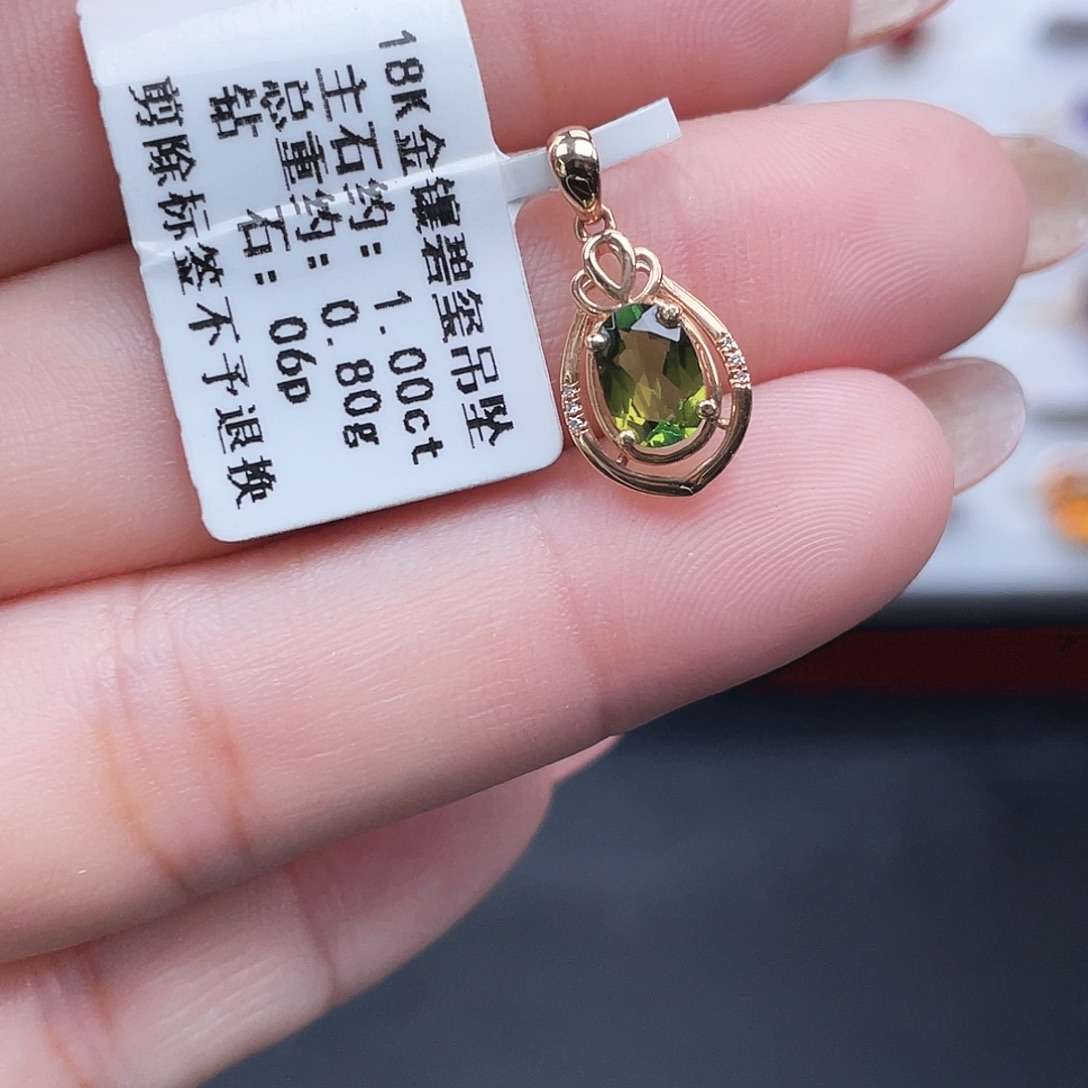 18K金镶碧玺吊坠
主石约: 1.00ct
总重约: 0.80g
钻 石: 06p
剪除标签不予退换